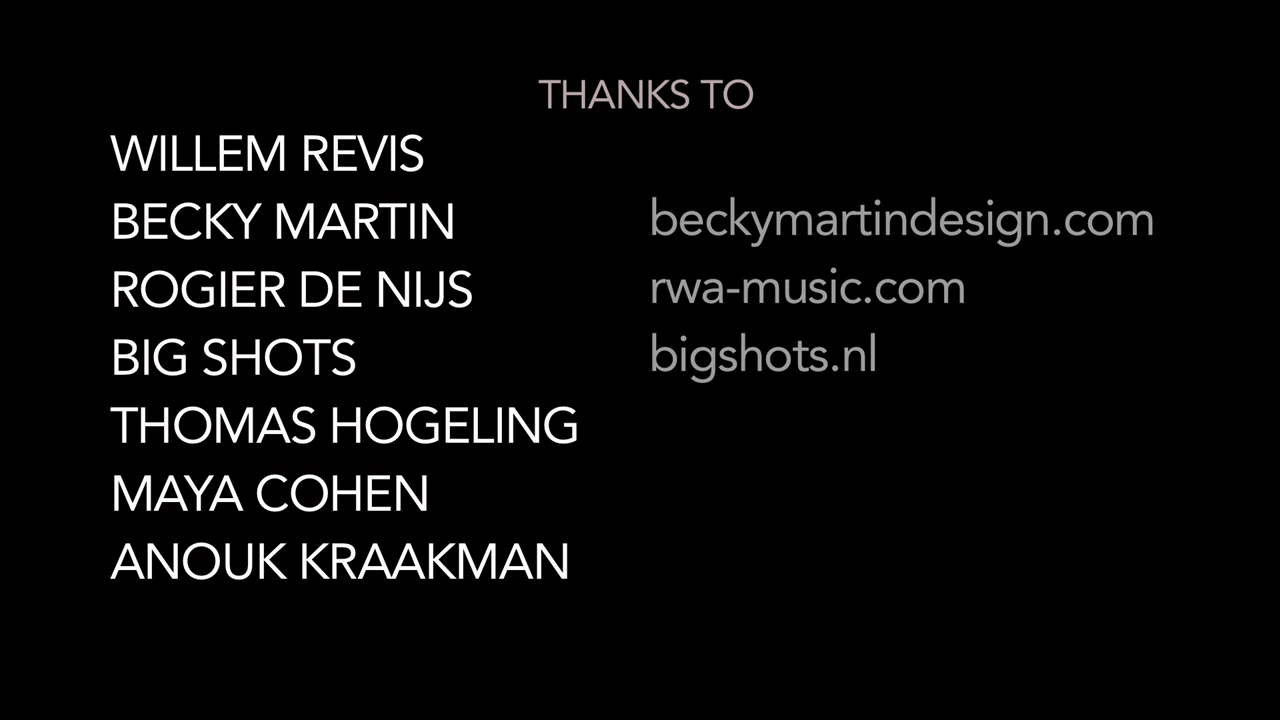 THANKS TO
WILLEM REVIS
BECKY MARTIN beckymartindesign.com
ROGIER DE NIJS rwa-music.com
BIG SHOTS bigshots.nl
THOMAS HOGELING
MAYA COHEN
ANOUK KRAAKMAN